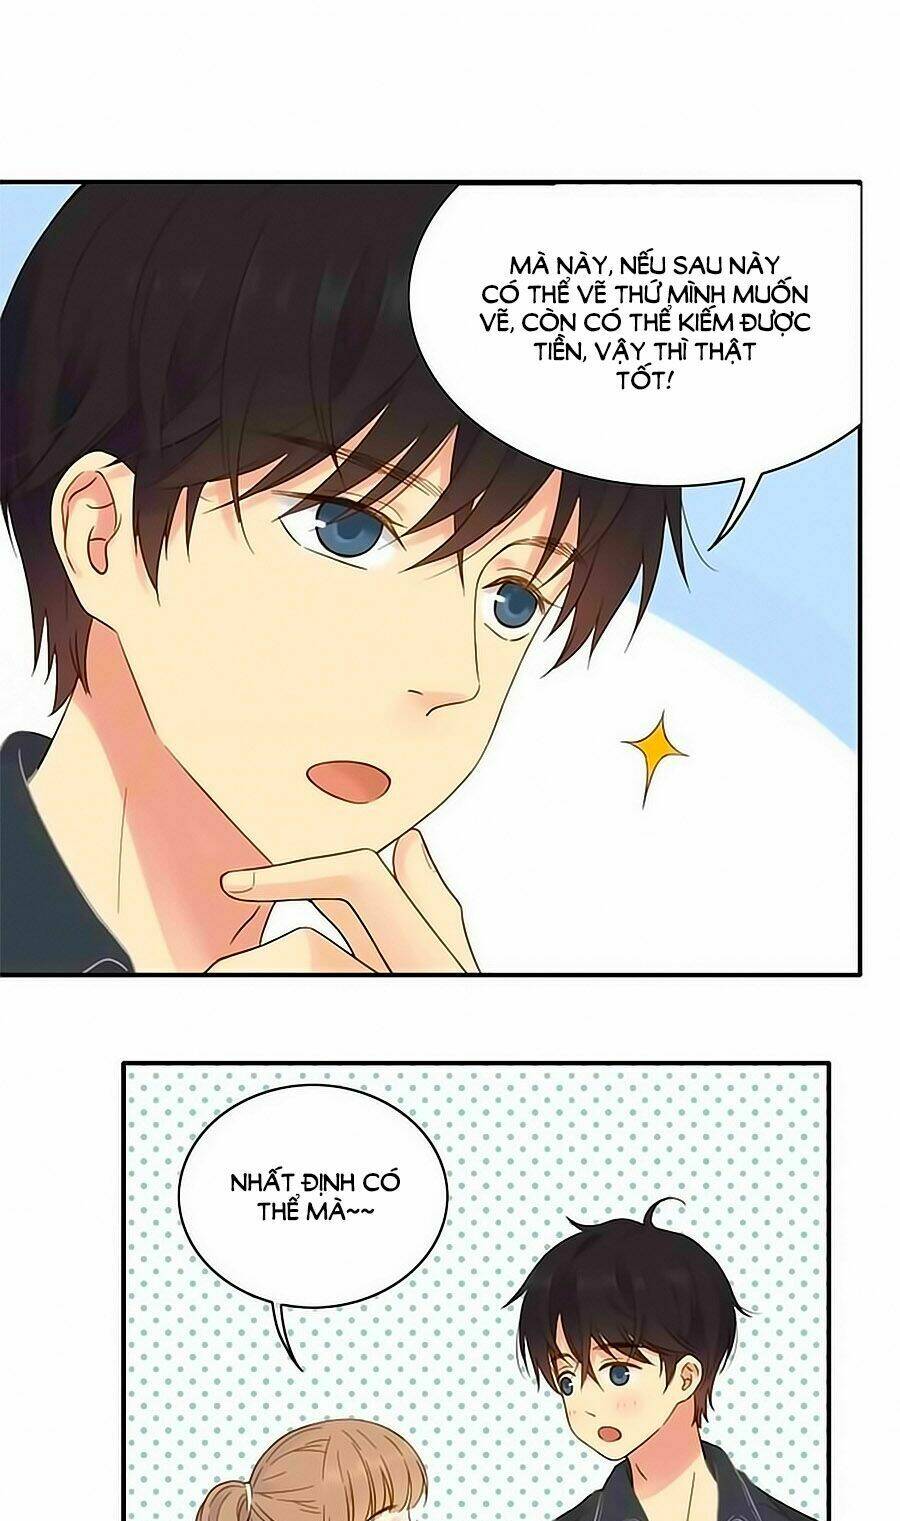 MÀ NÀY, NẾU SAU NÀY
CÓ THỂ VẼ THỨ MÌNH MUỐN
VẼ, CÒN CÓ THỂ KIẾM ĐƯỢC
TIỀN, VẬY THÌ THẬT
TỐT!
NHẤT ĐỊNH CÓ
THỂ MÀ~~